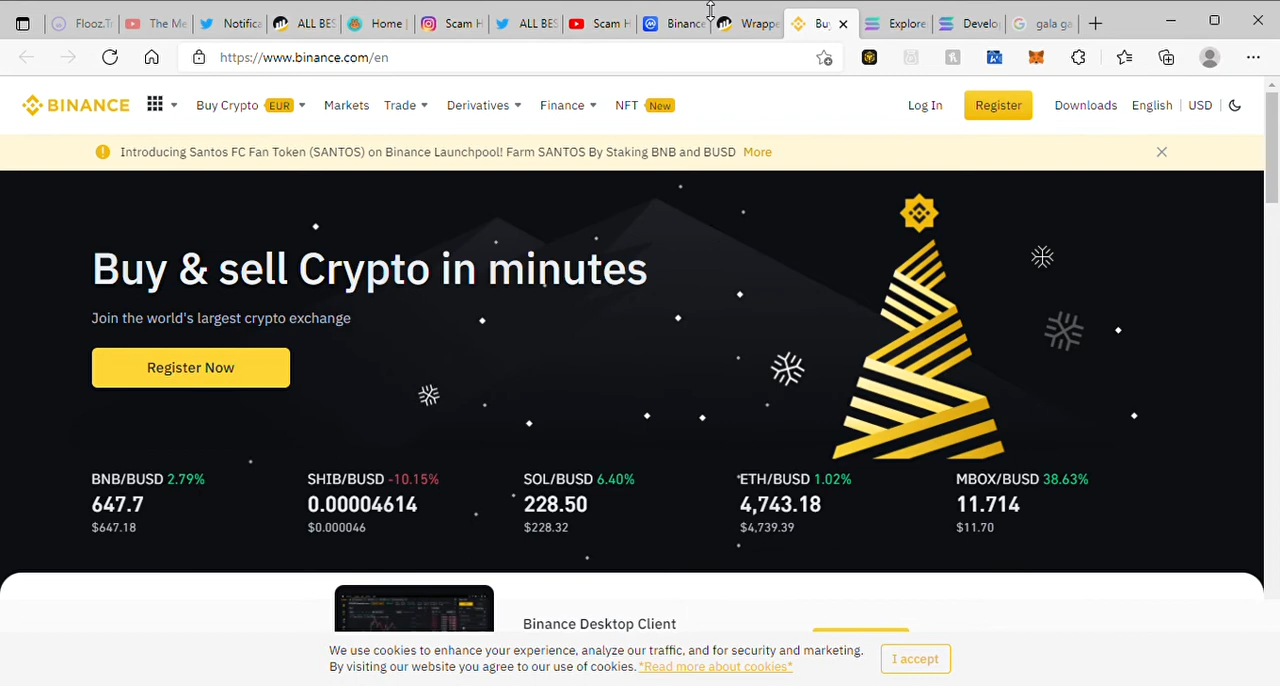 Flooz.T
The Me
Notifica
ALL BES
Home
Scam H
ALL BES
Scam H
Binance
Wrappe
Bu
Explore
Develo
gala ga
https://www.binance.com/en
BINANCE
Buy Crypto EUR
Markets
Trade
Derivatives
Finance
NFT New
Log In
Register
Downloads
English
USD
Introducing Santos FC Fan Token (SANTOS) on Binance Launchpool! Farm SANTOS By Staking BNB and BUSD More
Buy & sell Crypto in minutes
Join the world's largest crypto exchange
Register Now
BNB/BUSD 2.79%
647.7
$647.18
SHIB/BUSD -10.15%
0.00004614
$0.000046
SOL/BUSD 6.40%
228.50
$228.32
ETH/BUSD 1.02%
4,743.18
$4,739.39
MBOX/BUSD 38.63%
11.714
$11.70
Binance Desktop Client
We use cookies to enhance your experience, analyze our traffic, and for security and marketing.
By visiting our website you agree to our use of cookies. "Read more about cookies"
I accept